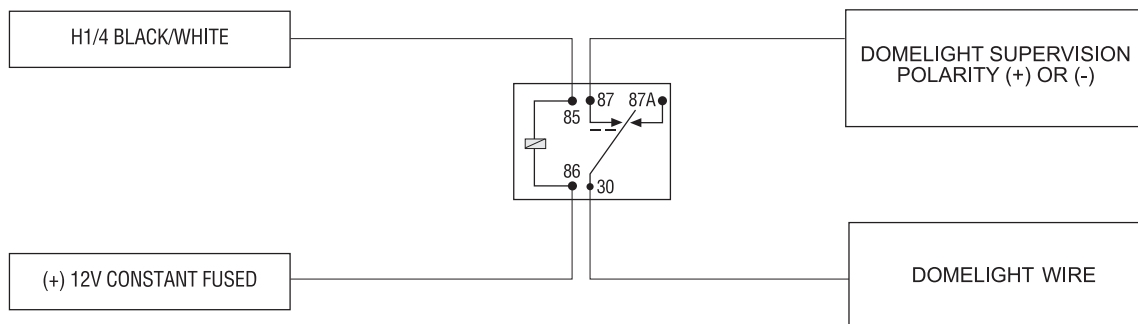 H1/4 BLACK/WHITE
DOMELIGHT SUPERVISION
POLARITY (+) OR (-)
87 87A
85
86
30
(+) 12V CONSTANT FUSED
DOMELIGHT WIRE